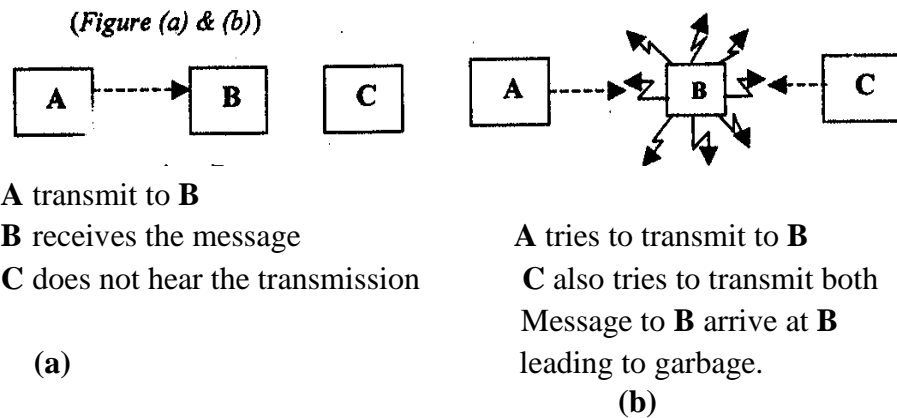 (Figure (a) & (b))
A B C
A B C
A transmit to B
B receives the message
C does not hear the transmission
(a)
A tries to transmit to B
C also tries to transmit both
Message to B arrive at B
leading to garbage.
(b)